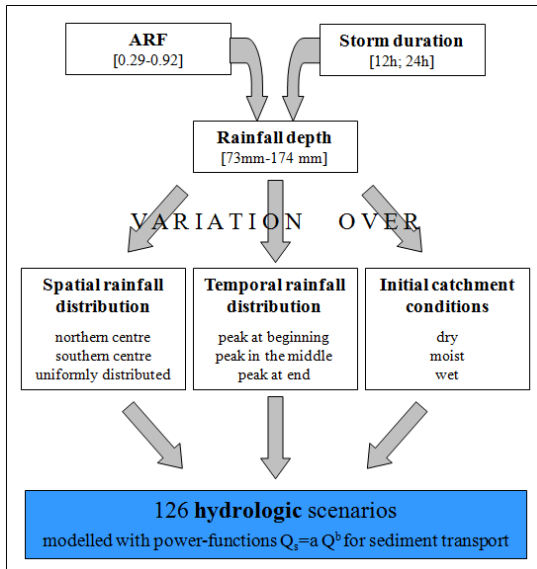 ARF
[0.29-0.92]
Storm duration
[12h; 24h]
Rainfall depth
[73mm-174 mm]
VARIATION OVER
Spatial rainfall
distribution
northern centre
southern centre
uniformly distributed
Temporal rainfall
distribution
peak at beginning
peak in the middle
peak at end
Initial catchment
conditions
dry
moist
wet
126 hydrologic scenarios
modelled with power-functions Qₛ=a Qᵇ for sediment transport